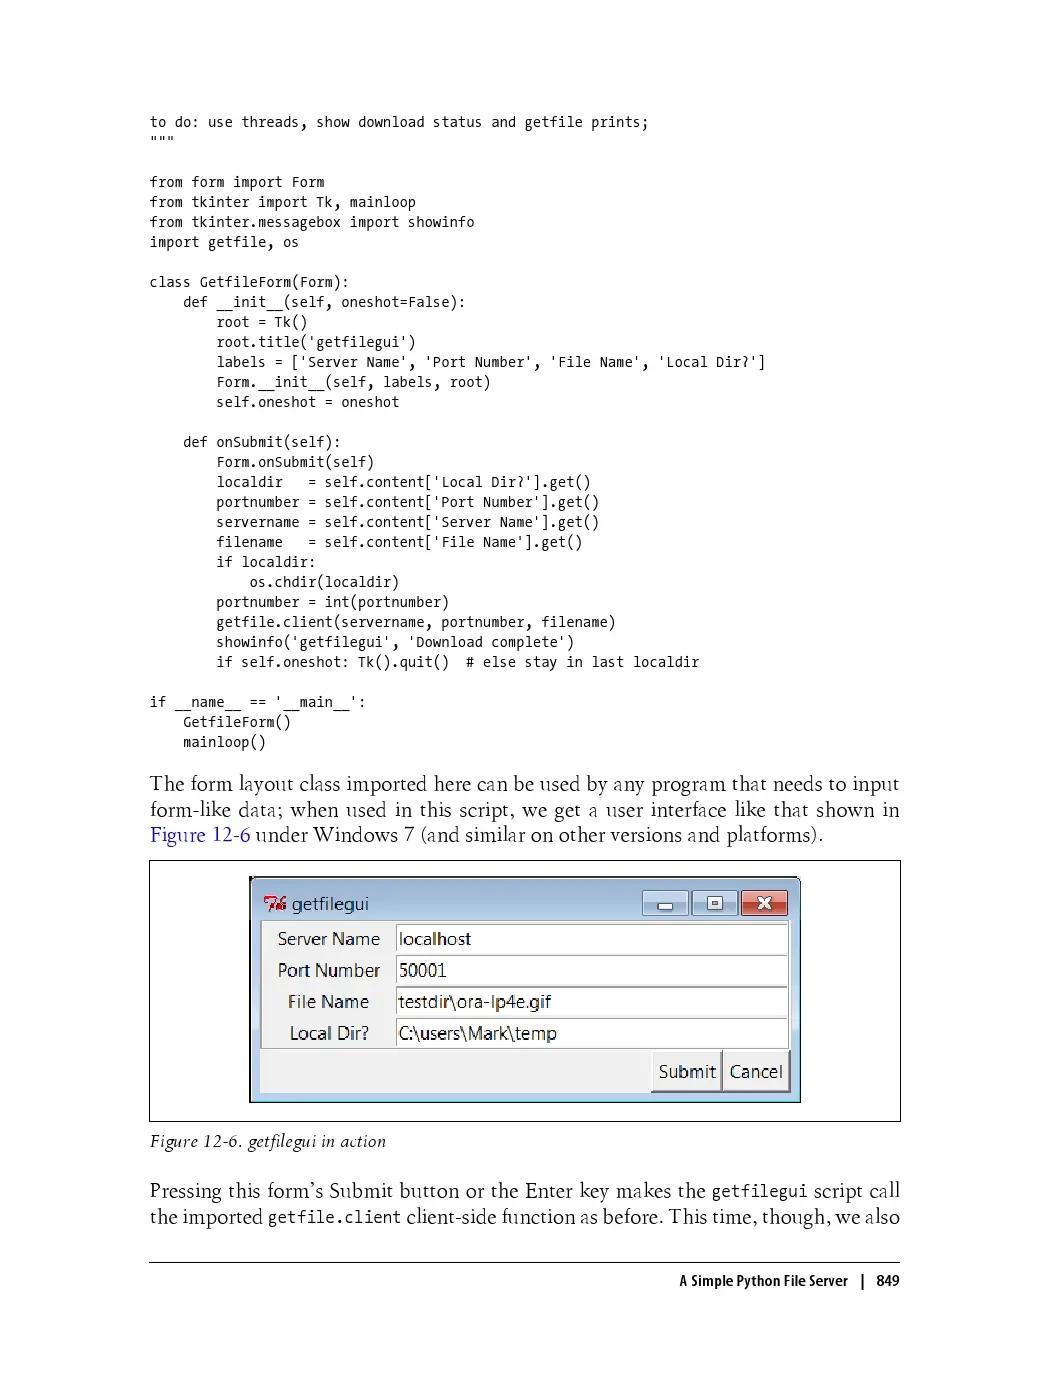 to do: use threads, show download status and getfile prints;
"""
from form import Form
from tkinter import Tk, mainloop
from tkinter.messagebox import showinfo
import getfile, os
class GetfileForm(Form):
    def __init__(self, oneshot=False):
        root = Tk()
        root.title('getfilegui')
        labels = ['Server Name', 'Port Number', 'File Name', 'Local Dir?']
        Form.__init__(self, labels, root)
        self.oneshot = oneshot
    def onSubmit(self):
        Form.onSubmit(self)
        localdir   = self.content['Local Dir?'].get()
        portnumber = self.content['Port Number'].get()
        servername = self.content['Server Name'].get()
        filename   = self.content['File Name'].get()
        if localdir:
            os.chdir(localdir)
        portnumber = int(portnumber)
        getfile.client(servername, portnumber, filename)
        showinfo('getfilegui', 'Download complete')
        if self.oneshot: Tk().quit()  # else stay in last localdir
if __name__ == '__main__':
    GetfileForm()
    mainloop()
The form layout class imported here can be used by any program that needs to input
form-like data; when used in this script, we get a user interface like that shown in
Figure 12-6 under Windows 7 (and similar on other versions and platforms).
getfilegui
Server Name localhost
Port Number 50001
File Name testdir\ora-lp4e.gif
Local Dir? C:\users\Mark\temp
Submit Cancel
Figure 12-6. getfilegui in action
Pressing this form's Submit button or the Enter key makes the getfilegui script call
the imported getfile.client client-side function as before. This time, though, we also
A Simple Python File Server | 849